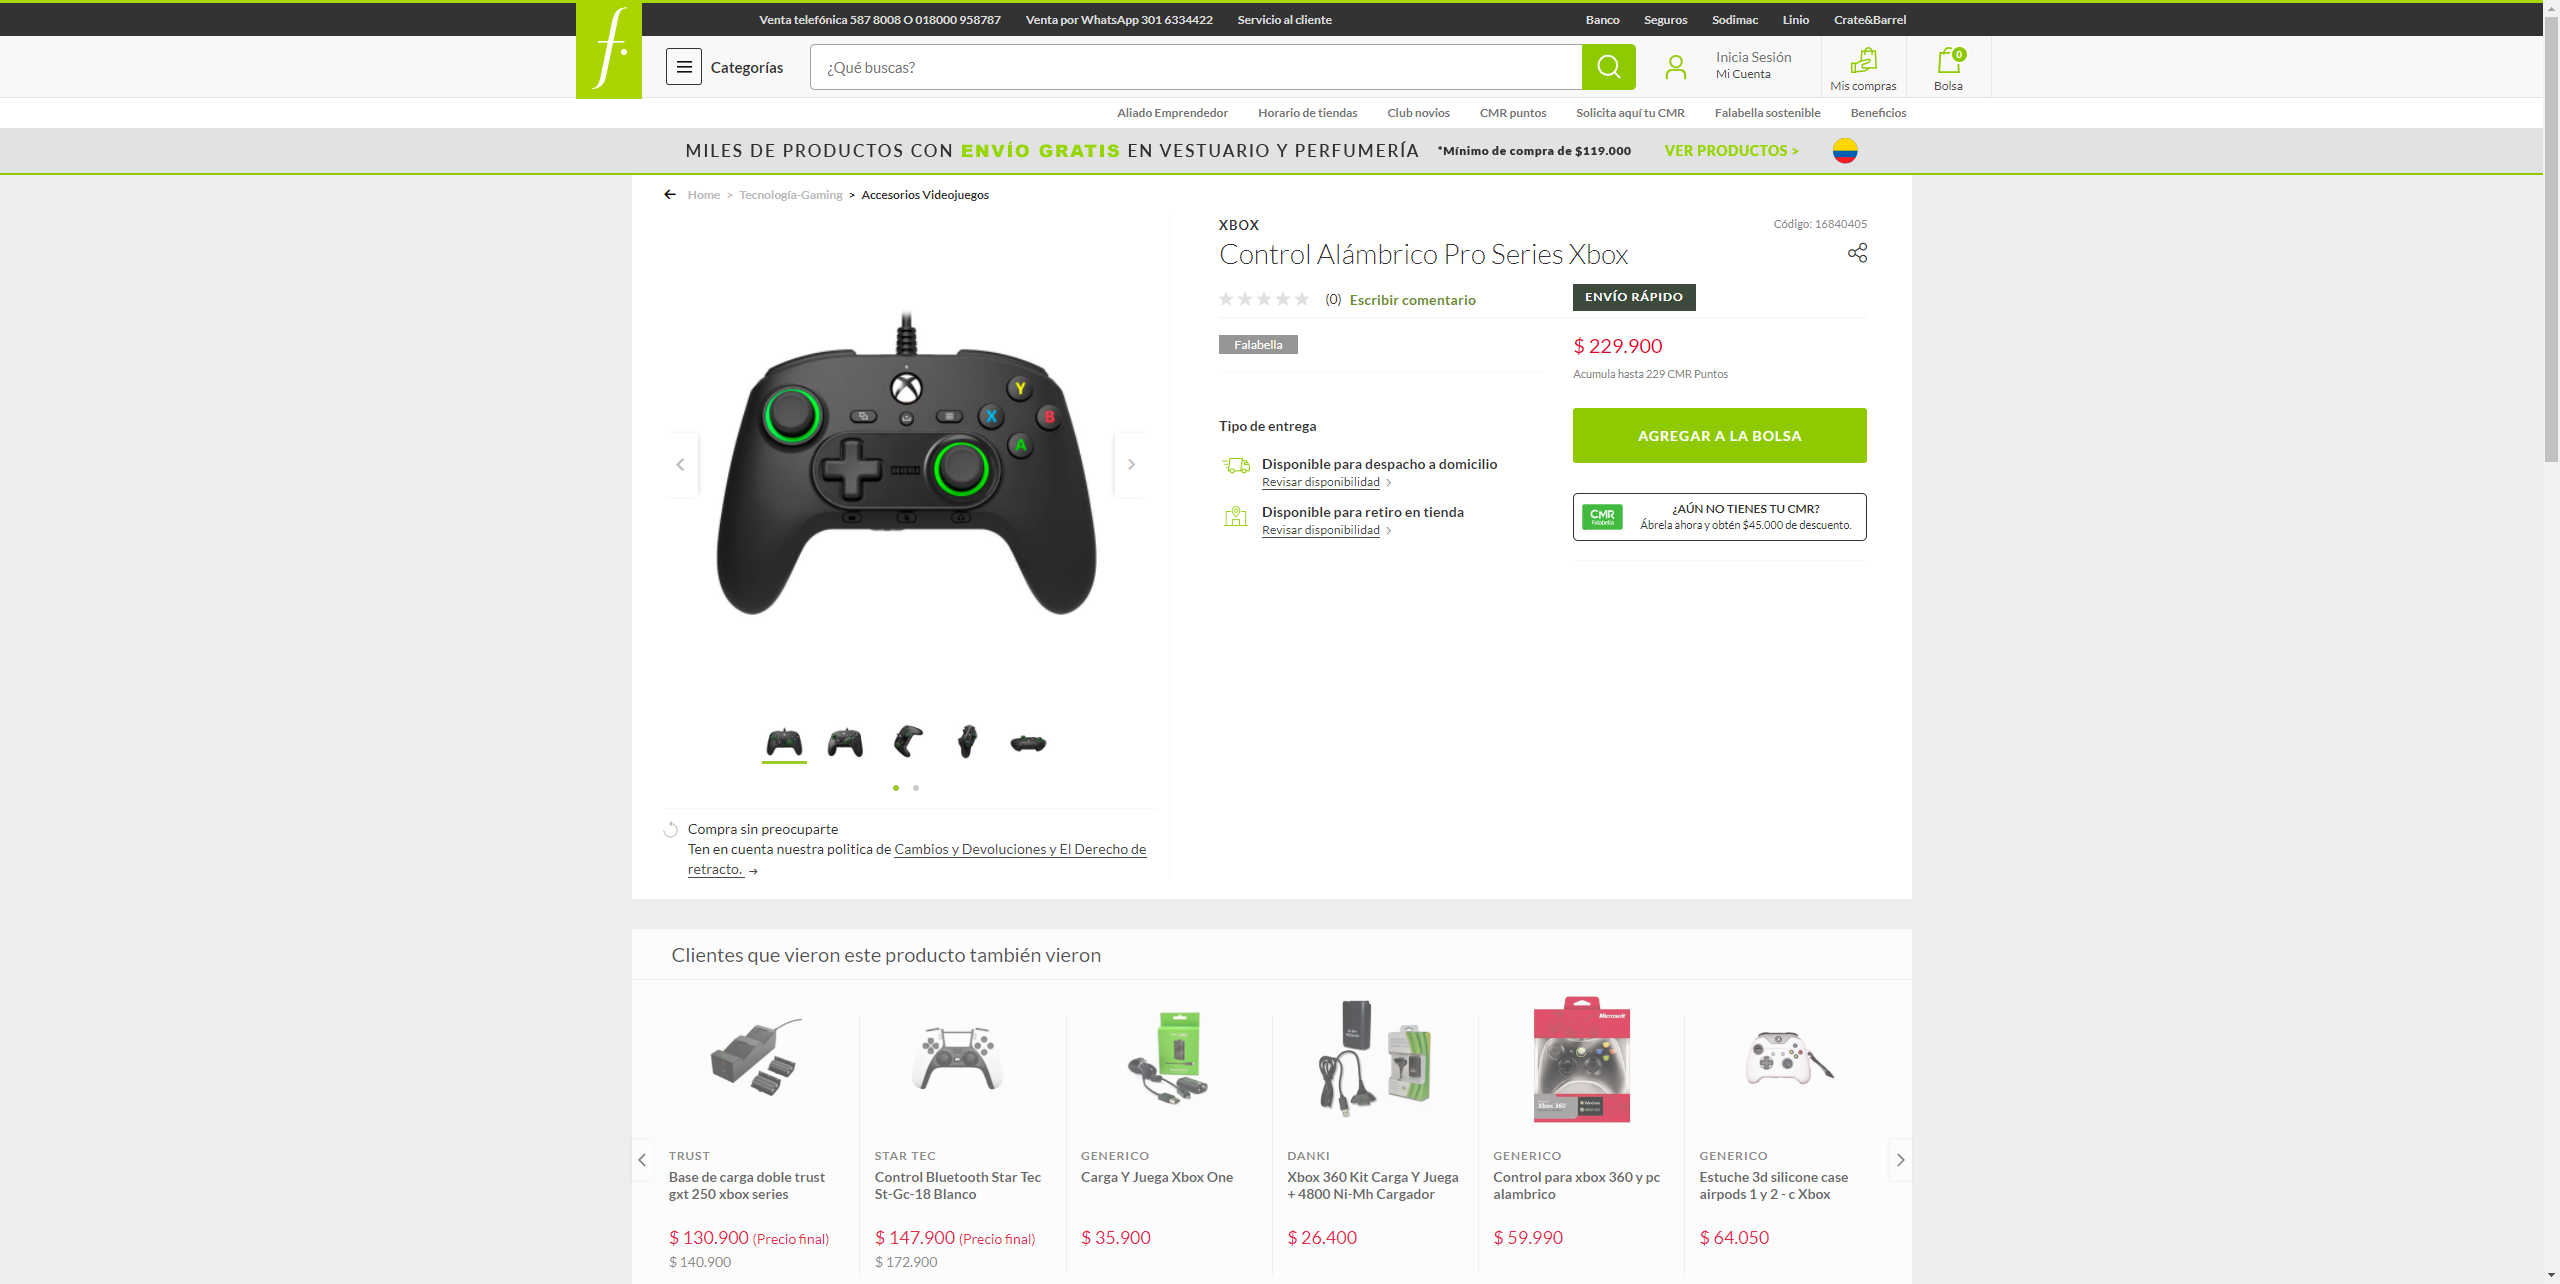 Venta telefónica 587 8008 O 018000 958787
Venta por WhatsApp 301 6334422
Servicio al cliente
Banco
Seguros
Sodimac
Linio
Crate&Barrel
f.
Categorías
¿Qué buscas?
Inicia Sesión
Mi Cuenta
Mis compras
0
Bolsa
Aliado Emprendedor
Horario de tiendas
Club novios
CMR puntos
Solicita aquí tu CMR
Falabella sostenible
Beneficios
MILES DE PRODUCTOS CON ENVÍO GRATIS EN VESTUARIO Y PERFUMERÍA *Mínimo de compra de $119.000 VER PRODUCTOS >
Home > Tecnología-Gaming > Accesorios Videojuegos
XBOX
Código: 16840405
Control Alámbrico Pro Series Xbox
(0) Escribir comentario
ENVÍO RÁPIDO
Falabella
$ 229.900
Acumula hasta 229 CMR Puntos
Y
X
B
A
HORI
Tipo de entrega
Disponible para despacho a domicilio
Revisar disponibilidad
Disponible para retiro en tienda
Revisar disponibilidad
AGREGAR A LA BOLSA
CMR
Falabella
¿AÚN NO TIENES TU CMR?
Ábrela ahora y obtén $45.000 de descuento.
Compra sin preocuparte
Ten en cuenta nuestra politica de Cambios y Devoluciones y El Derecho de
retracto.
Clientes que vieron este producto también vieron
Microsoft
Xbox 360
TRUST
Base de carga doble trust
gxt 250 xbox series
$ 130.900 (Precio final)
$ 140.900
STAR TEC
Control Bluetooth Star Tec
St-Gc-18 Blanco
$ 147.900 (Precio final)
$ 172.900
GENERICO
Carga Y Juega Xbox One
$ 35.900
DANKI
Xbox 360 Kit Carga Y Juega
+ 4800 Ni-Mh Cargador
$ 26.400
GENERICO
Control para xbox 360 y pc
alambrico
$ 59.990
GENERICO
Estuche 3d silicone case
airpods 1 y 2 - c Xbox
$ 64.050